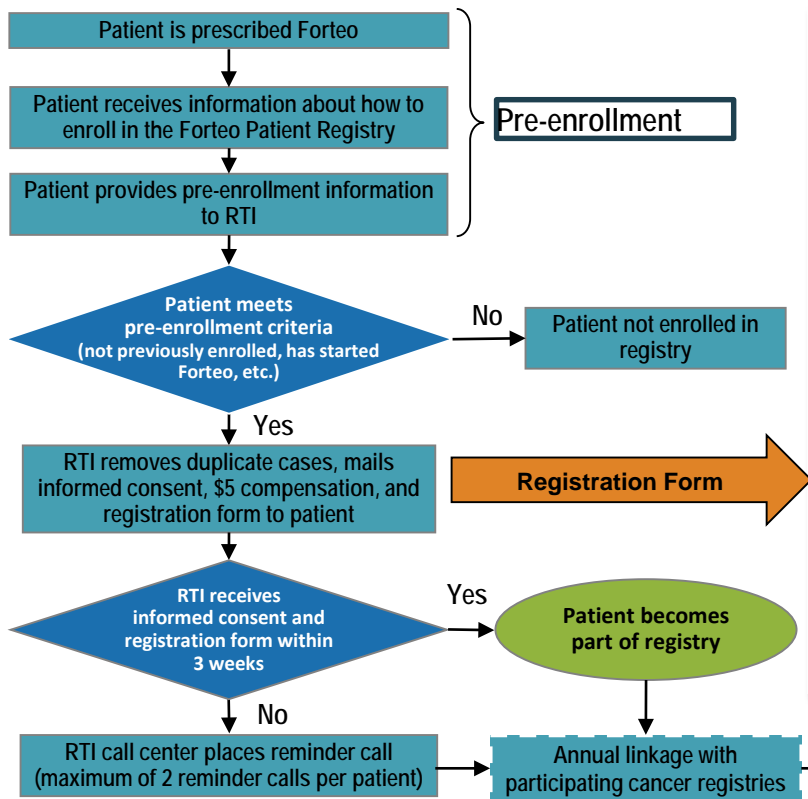 Patient is prescribed Forteo
Patient receives information about how to
enroll in the Forteo Patient Registry
Pre-enrollment
Patient provides pre-enrollment information
to RTI
Patient meets
pre-enrollment criteria
(not previously enrolled, has started
Forteo, etc.)
No
Patient not enrolled in
registry
Yes
RTI removes duplicate cases, mails
informed consent, $5 compensation, and
registration form to patient
Registration Form
RTI receives
informed consent and
registration form within
3 weeks
Yes
Patient becomes
part of registry
No
RTI call center places reminder call
(maximum of 2 reminder calls per patient)
Annual linkage with
participating cancer registries